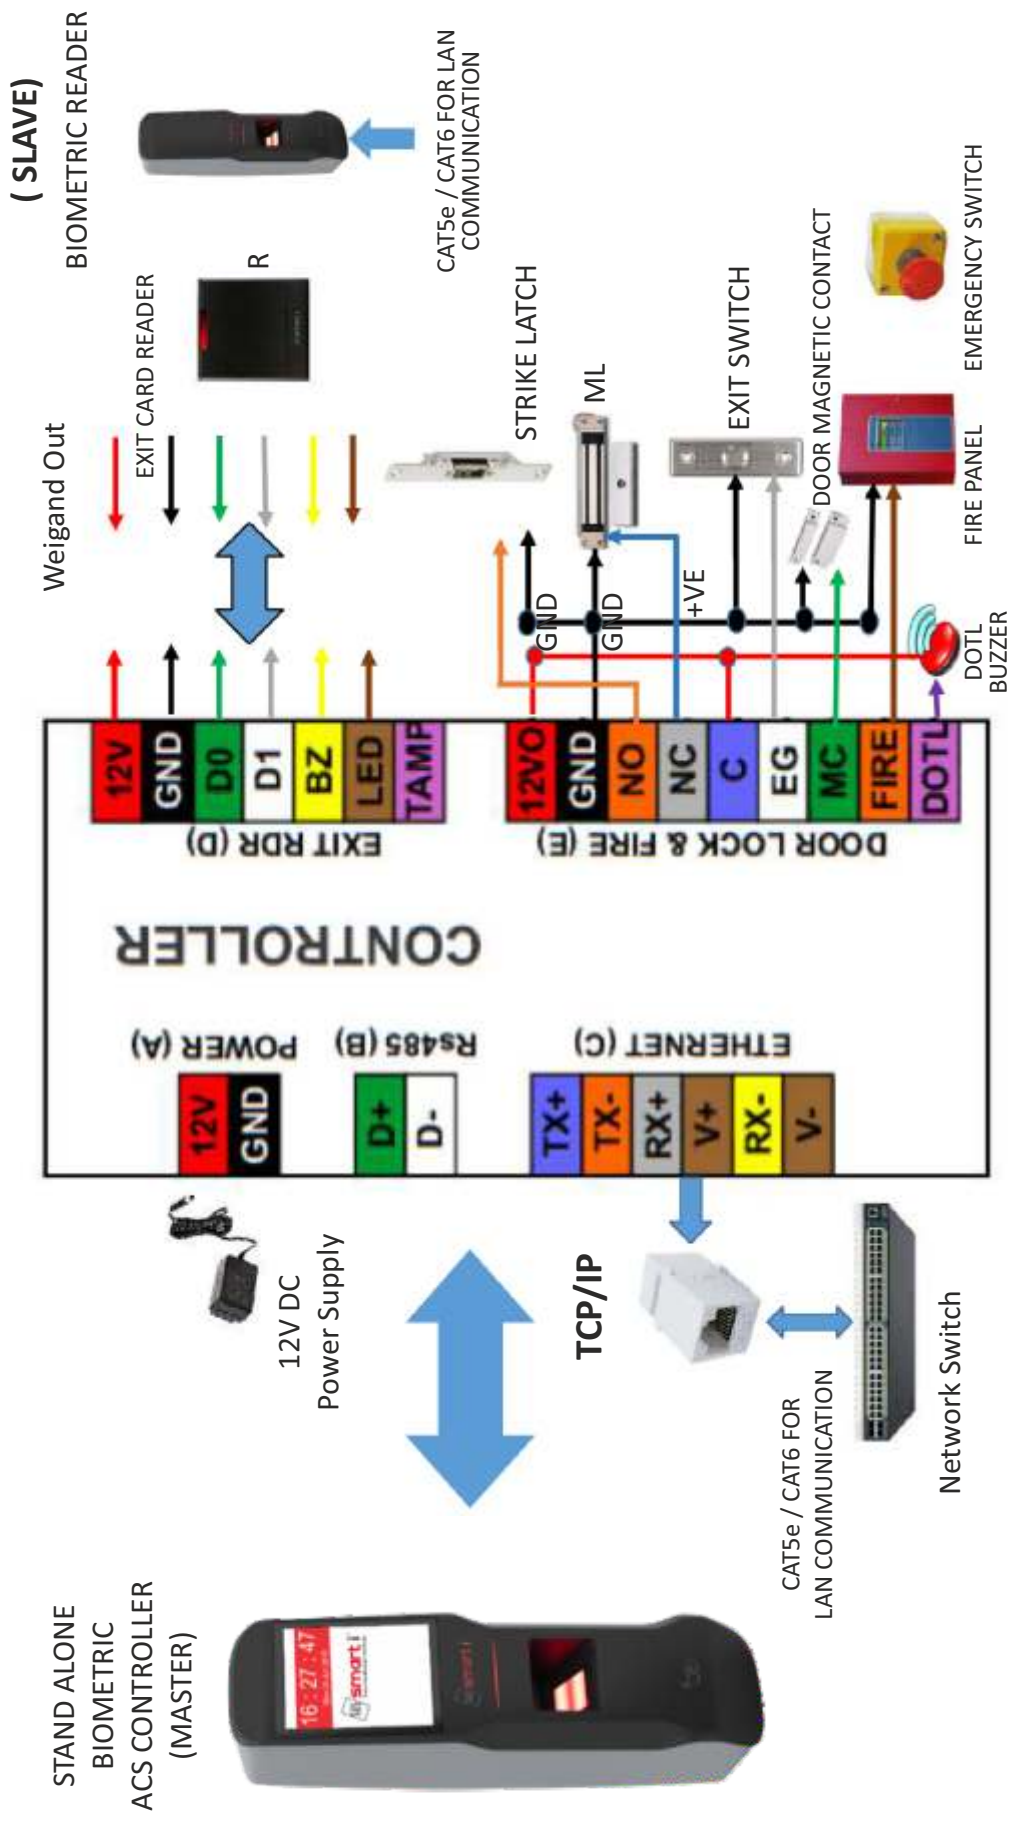 STAND ALONE
BIOMETRIC
ACS CONTROLLER
(MASTER)
16:27:47
smart i
smart i
12V DC
Power Supply
TCP/IP
CAT5e / CAT6 FOR
LAN COMMUNICATION
Network Switch
12V
GND
POWER (A)
D+
D-
Rs485 (B)
TX+
TX-
RX+
V+
RX-
V-
ETHERNET (C)
CONTROLLER
EXIT RDR (D)
12V
GND
D0
D1
BZ
LED
TAMP
DOOR LOCK & FIRE (E)
12VO
GND
NO
NC
C
EG
MC
FIRE
DOTL
Weigand Out
EXIT CARD READER
R
( SLAVE)
BIOMETRIC READER
CAT5e / CAT6 FOR LAN
COMMUNICATION
GND
GND
+VE
STRIKE LATCH
ML
EXIT SWITCH
DOOR MAGNETIC CONTACT
FIRE PANEL
EMERGENCY SWITCH
DOTL
BUZZER